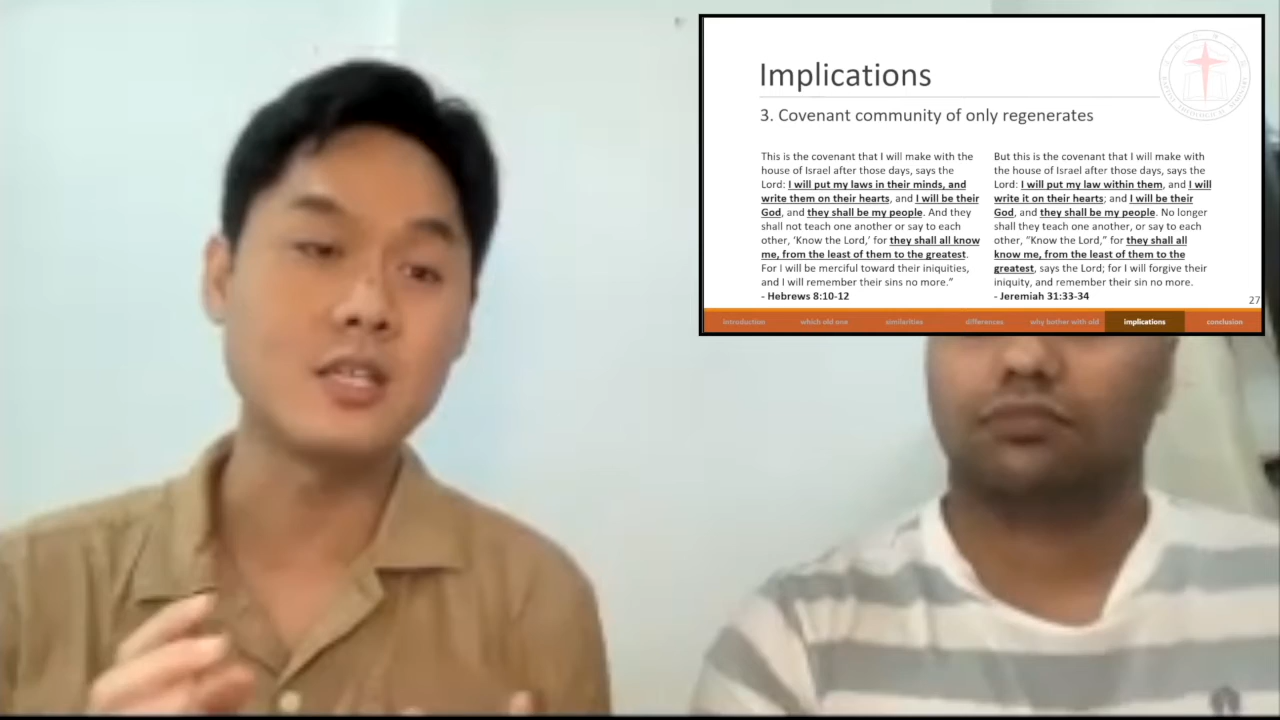 Implications
3. Covenant community of only regenerates
This is the covenant that I will make with the
house of Israel after those days, says the
Lord: I will put my laws in their minds, and
write them on their hearts, and I will be their
God, and they shall be my people. And they
shall not teach one another or say to each
other, ‘Know the Lord,’ for they shall all know
me, from the least of them to the greatest.
For I will be merciful toward their iniquities,
and I will remember their sins no more.”
- Hebrews 8:10-12
But this is the covenant that I will make with
the house of Israel after those days, says the
Lord: I will put my law within them, and I will
write it on their hearts; and I will be their
God, and they shall be my people. No longer
shall they teach one another, or say to each
other, “Know the Lord,” for they shall all
know me, from the least of them to the
greatest, says the Lord; for I will forgive their
iniquity, and remember their sin no more.
- Jeremiah 31:33-34
27
introduction which old one similarities differences why bother with old implications conclusion